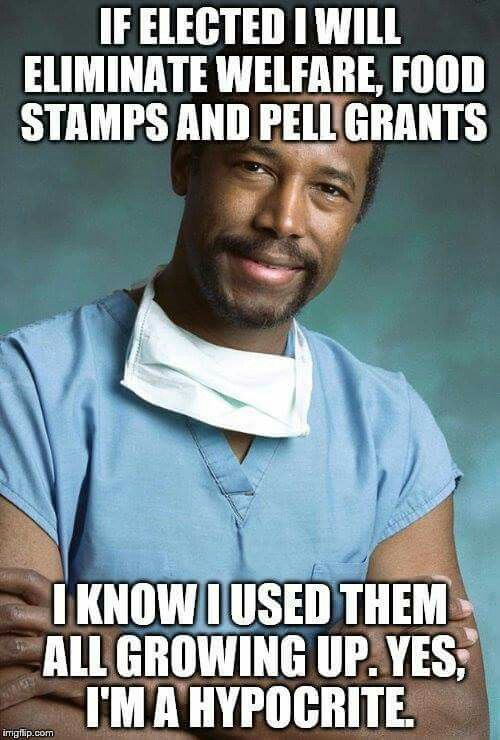 IF ELECTED I WILL
ELIMINATE WELFARE, FOOD
STAMPS AND PELL GRANTS
I KNOW I USED THEM
ALL GROWING UP. YES,
I'M A HYPOCRITE.
imgflip.com